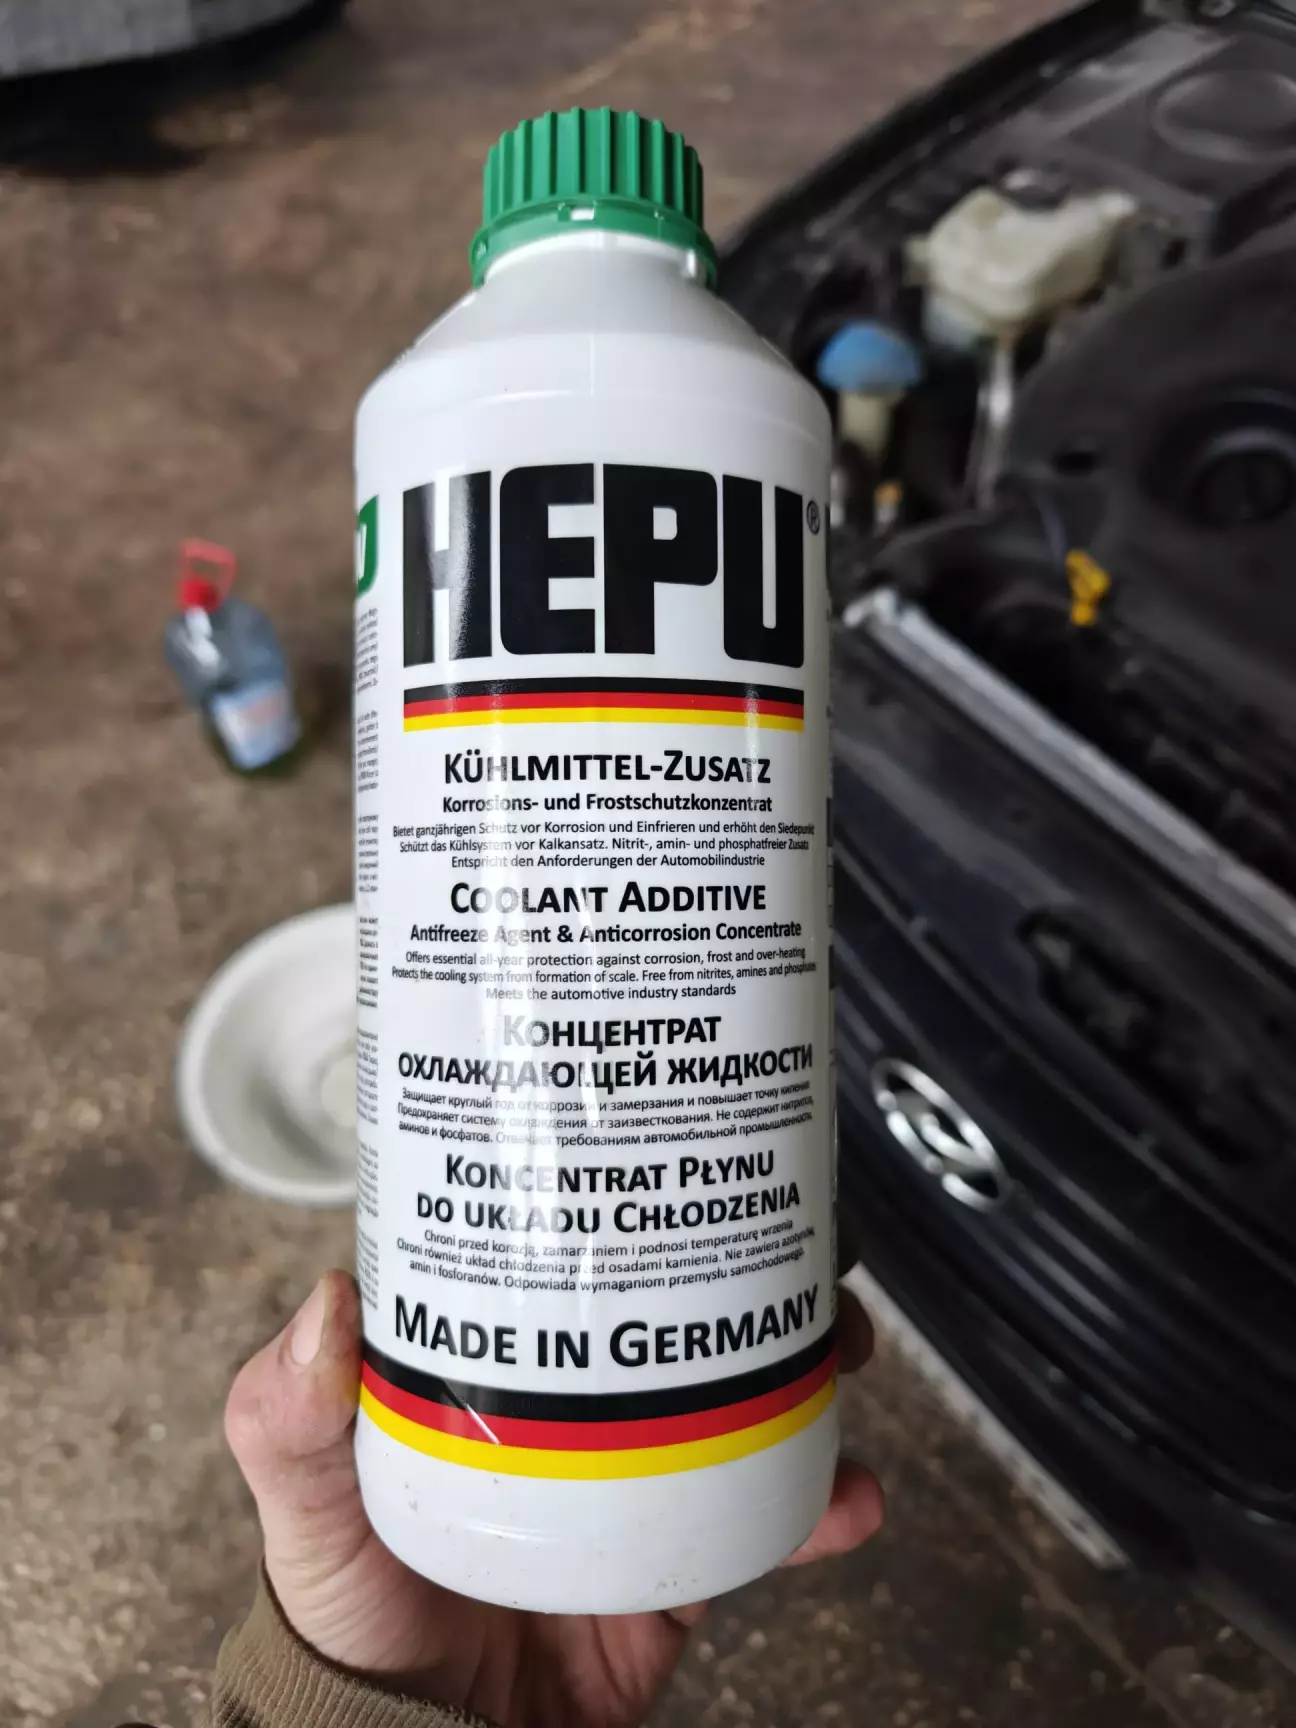 HEPU®
KÜHLMITTEL-ZUSATZ
Korrosions- und Frostschutzkonzentrat
Bietet ganzjährigen Schutz vor Korrosion und Einfrieren und erhöht den Siedepunkt
Schützt das Kühlsystem vor Kalkansatz. Nitrit-, amin- und phosphatfreier Zusatz
Entspricht den Anforderungen der Automobilindustrie
COOLANT ADDITIVE
Antifreeze Agent & Anticorrosion Concentrate
Offers essential all-year protection against corrosion, frost and over-heating
Protects the cooling system from formation of scale. Free from nitrites, amines and phosphates
Meets the automotive industry standards
КОНЦЕНТРАТ
ОХЛАЖДАЮЩЕЙ ЖИДКОСТИ
Защищает круглый год от коррозии и замерзания и повышает точку кипения
Предохраняет систему охлаждения от заизвесткования. Не содержит нитритов,
аминов и фосфатов. Отвечает требованиям автомобильной промышленности.
KONCENTRAT PŁYNU
DO UKŁADU CHŁODZENIA
Chroni przed korozją, zamarzaniem i podnosi temperaturę wrzenia
Chroni również układ chłodzenia przed osadami kamienia. Nie zawiera azotynów,
amin i fosforanów. Odpowiada wymaganiom przemysłu samochodowego.
MADE IN GERMANY